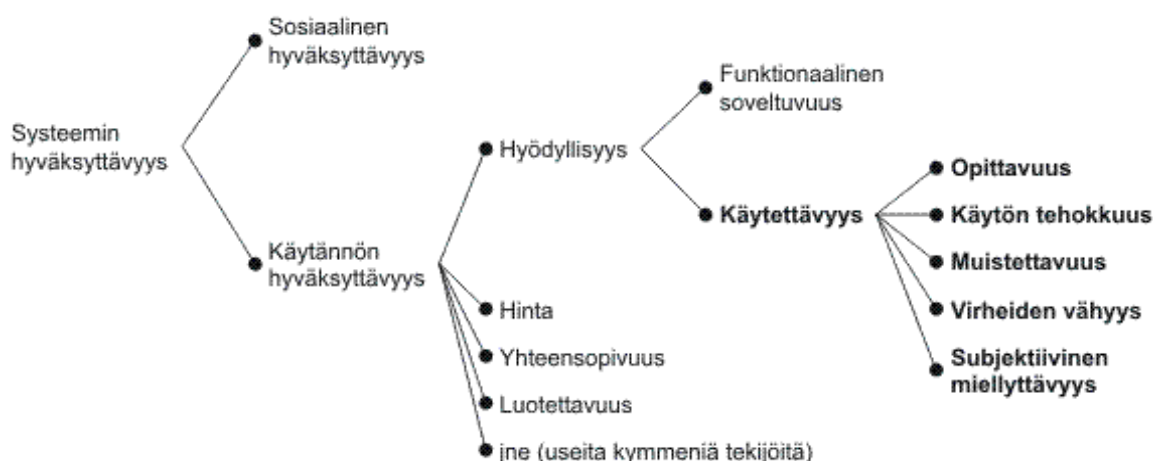 Systeemin
hyväksyttävyys
Sosiaalinen
hyväksyttävyys
Käytännön
hyväksyttävyys
Hyödyllisyys
Hinta
Yhteensopivuus
Luotettavuus
jne (useita kymmeniä tekijöitä)
Funktionaalinen
soveltuvuus
Käytettävyys
Opittavuus
Käytön tehokkuus
Muistettavuus
Virheiden vähyys
Subjektiivinen
miellyttävyys